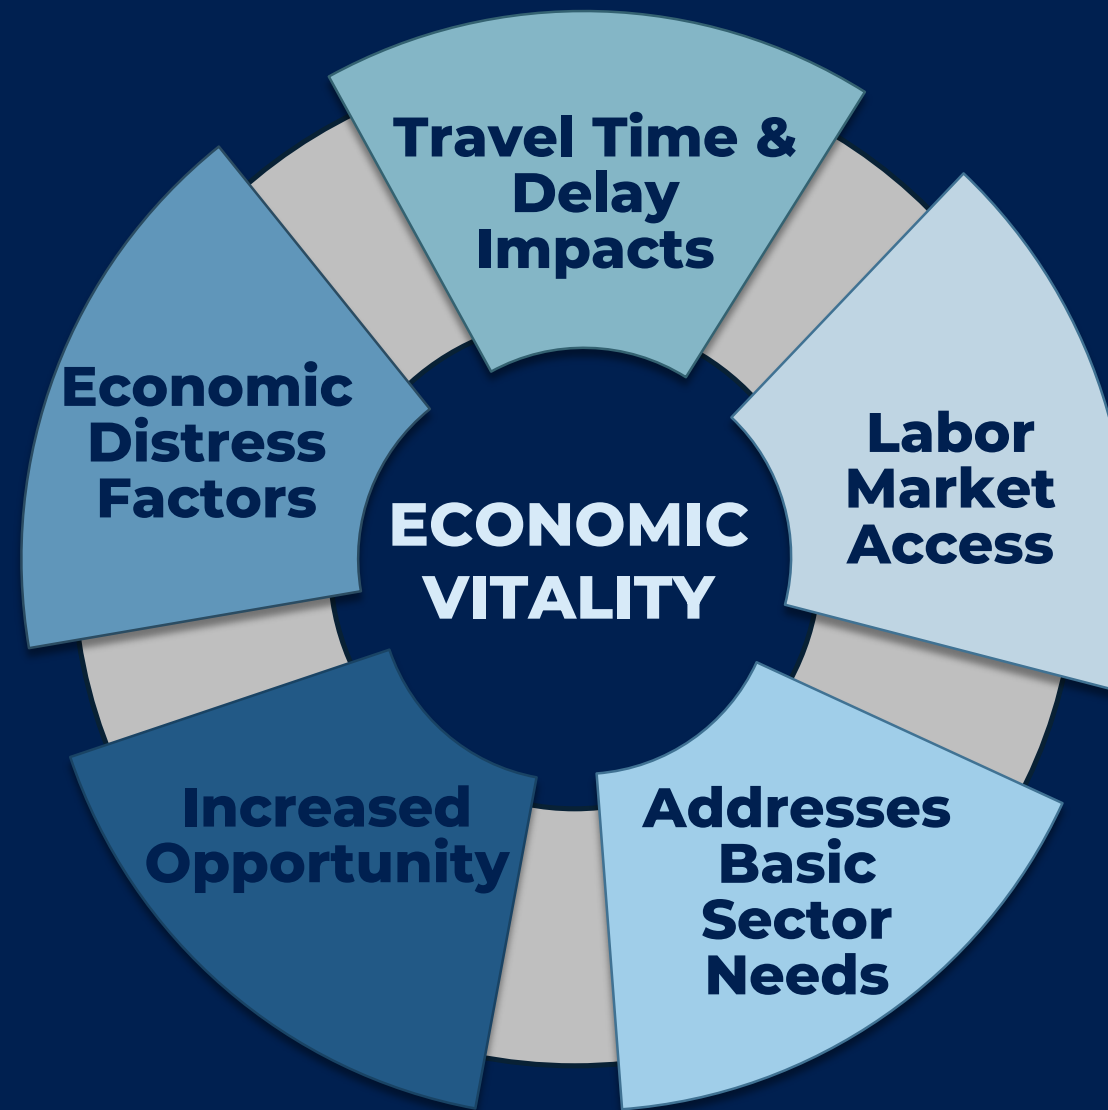 Travel Time &
Delay
Impacts
Labor
Market
Access
Addresses
Basic
Sector
Needs
Increased
Opportunity
Economic
Distress
Factors
ECONOMIC
VITALITY